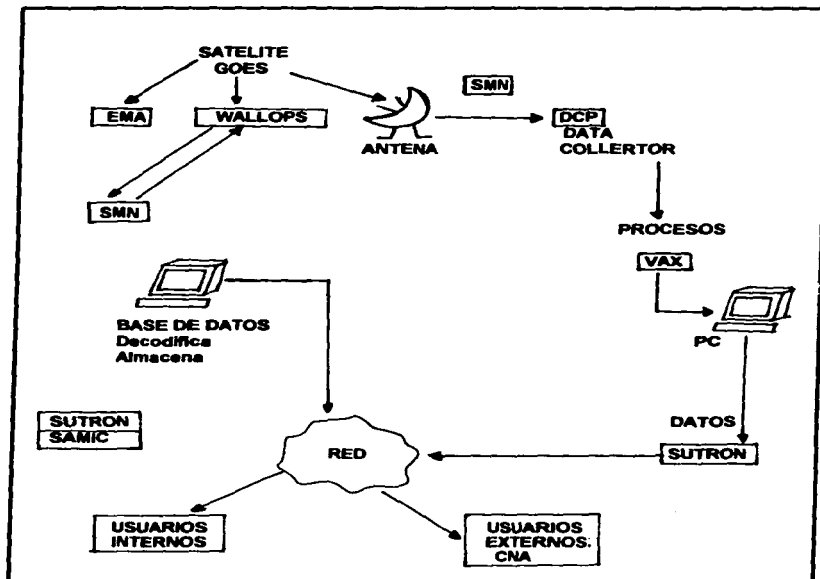 SATELITE
GOES
SMN
EMA
WALLOPS
ANTENA
DCP
DATA
COLLERTOR
SMN
PROCESOS
VAX
BASE DE DATOS
Decodifica
Almacena
PC
SUTRON
SAMIC
RED
DATOS
SUTRON
USUARIOS
INTERNOS
USUARIOS
EXTERNOS:
CNA